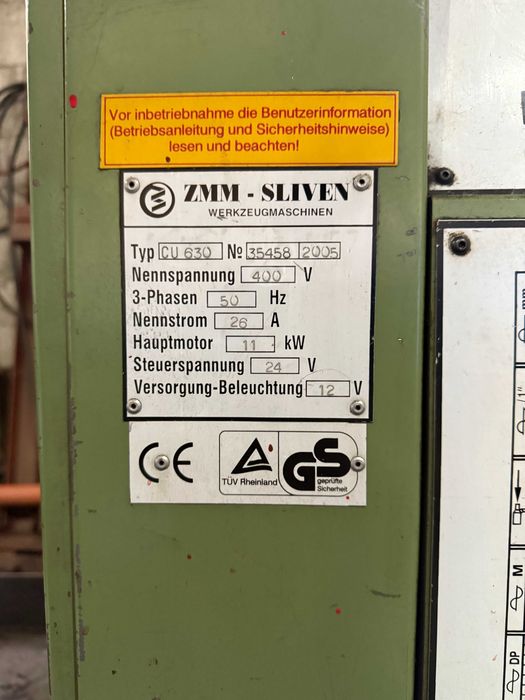 Vor inbetriebnahme die Benutzerinformation
(Betriebsanleitung und Sicherheitshinweise)
lesen und beachten!
ZMM - SLIVEN
WERKZEUGMASCHINEN
Typ CU 630 № 35458 2005
Nennspannung 400 V
3-Phasen 50 Hz
Nennstrom 26 A
Hauptmotor 11 kW
Steuerspannung 24 V
Versorgung-Beleuchtung 12 V
CE
TÜV Rheinland
GS
geprüfte
Sicherheit
/1"
M
DP